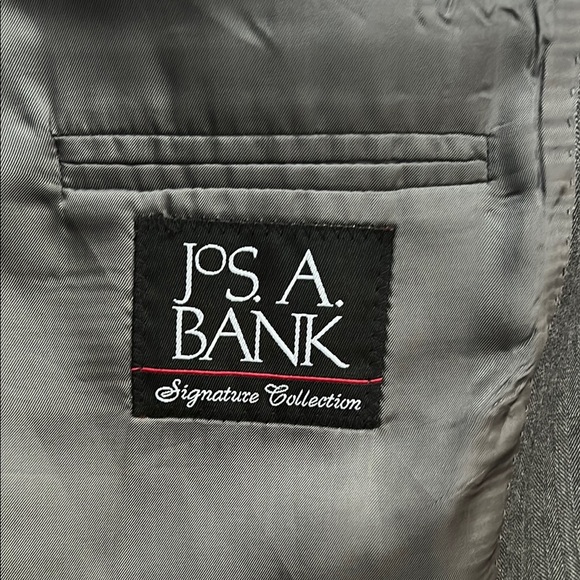 JoS. A.
BANK
Signature Collection